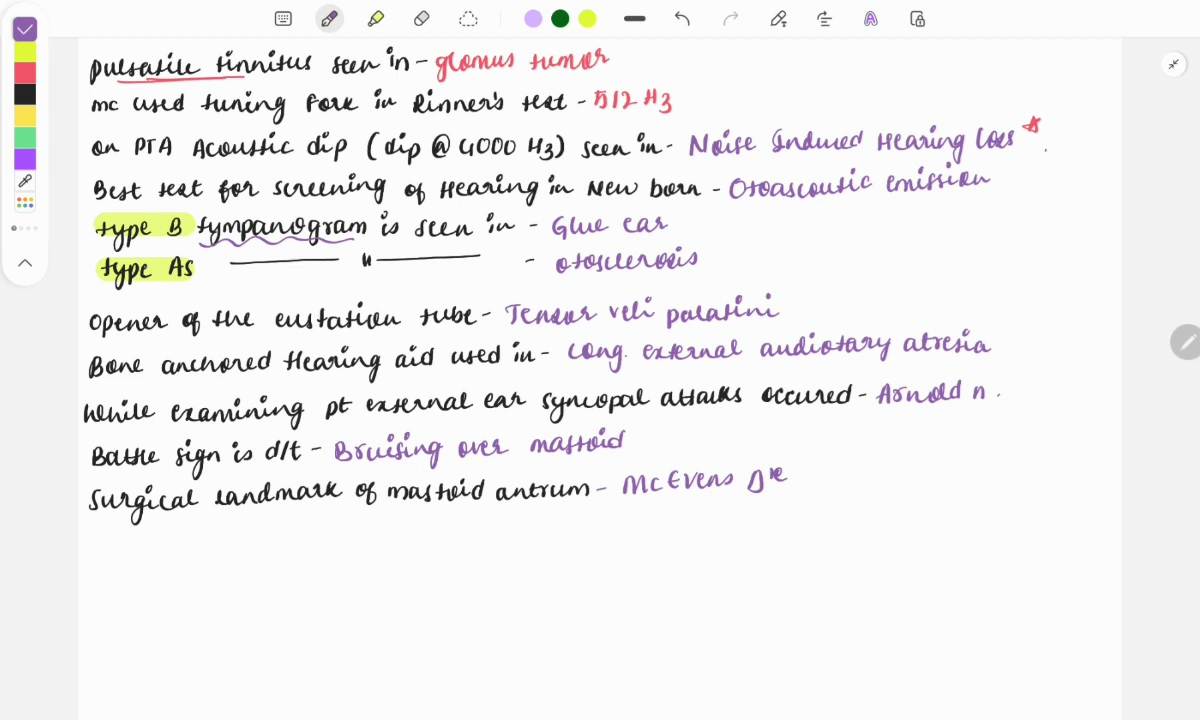 Pulsatile tinnitus seen in - glomus tumor
mc used tuning fork in Rinner's test - 512 Hz
on PTA Acoustic dip (dip @ 4000 Hz) seen in - Noise Induced Hearing loss *
Best test for screening of Hearing in New born - Otoascoutic emission
type B tympanogram is seen in - Glue ear
type As —— " —— - otosclerosis
Opener of the eustation tube - Tensor veli palatini
Bone anchored Hearing aid used in - cong. external audiotary atresia
While examining pt external ear syncopal attacks occured - Arnold n.
Battle sign is d/t - Bruising over mastoid
Surgical landmark of mastoid antrum - McEvens Δle